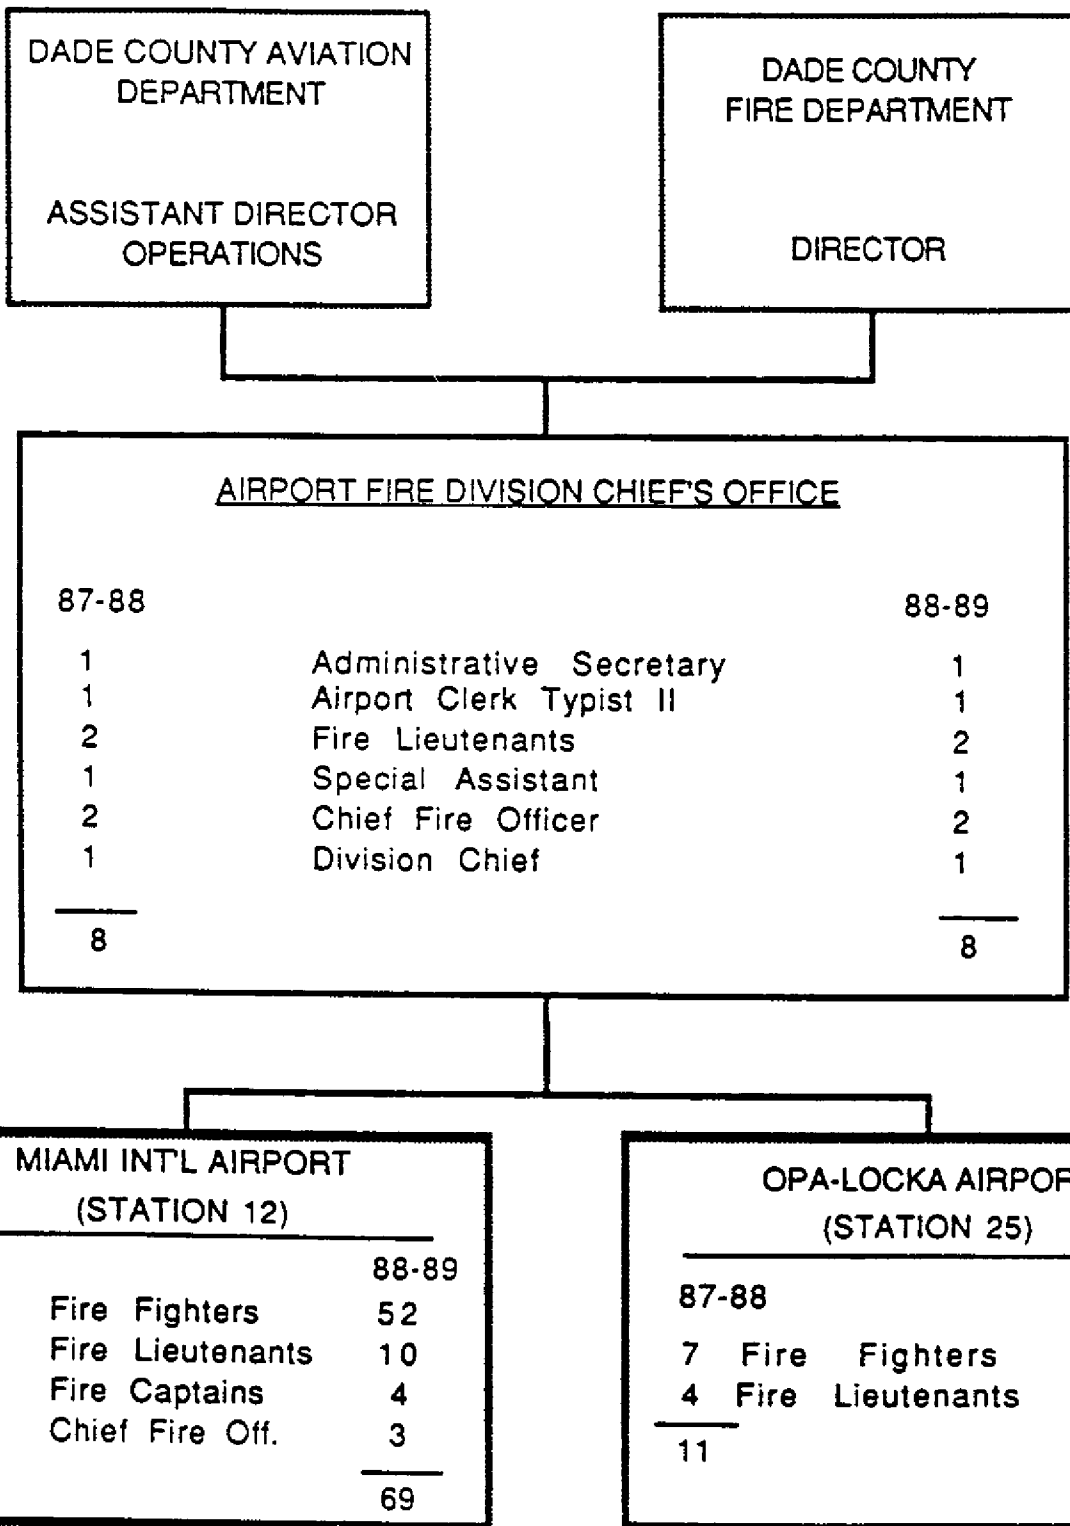 DADE COUNTY AVIATION
DEPARTMENT
ASSISTANT DIRECTOR
OPERATIONS
DADE COUNTY
FIRE DEPARTMENT
DIRECTOR
AIRPORT FIRE DIVISION CHIEF'S OFFICE
87-88 88-89
1 Administrative Secretary 1
1 Airport Clerk Typist II 1
2 Fire Lieutenants 2
1 Special Assistant 1
2 Chief Fire Officer 2
1 Division Chief 1
8 8
MIAMI INT'L AIRPORT
(STATION 12)
88-89
Fire Fighters 52
Fire Lieutenants 10
Fire Captains 4
Chief Fire Off. 3
69
OPA-LOCKA AIRPOR
(STATION 25)
87-88
7 Fire Fighters
4 Fire Lieutenants
11